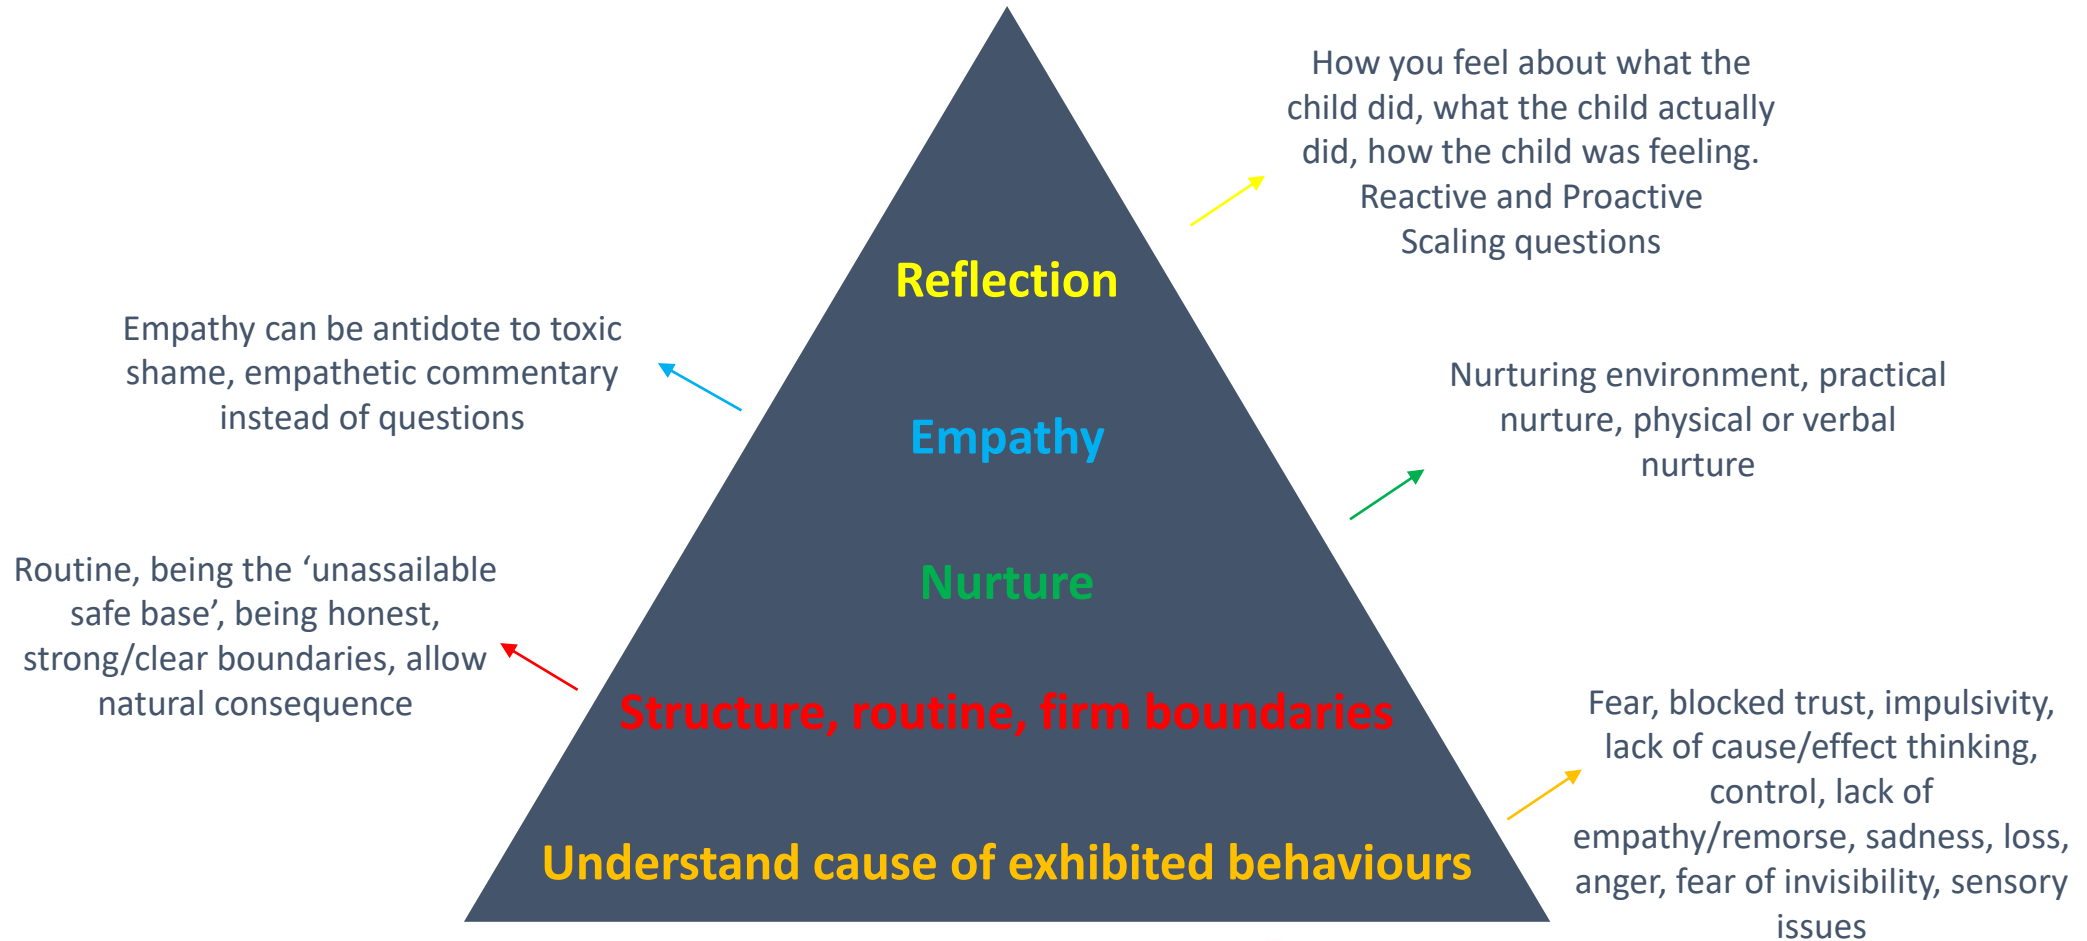 How you feel about what the
child did, what the child actually
did, how the child was feeling.
Reactive and Proactive
Scaling questions
Reflection
Empathy can be antidote to toxic
shame, empathetic commentary
instead of questions
Empathy
Nurturing environment, practical
nurture, physical or verbal
nurture
Nurture
Routine, being the ‘unassailable
safe base’, being honest,
strong/clear boundaries, allow
natural consequence
Structure, routine, firm boundaries
Fear, blocked trust, impulsivity,
lack of cause/effect thinking,
control, lack of
empathy/remorse, sadness, loss,
anger, fear of invisibility, sensory
issues
Understand cause of exhibited behaviours